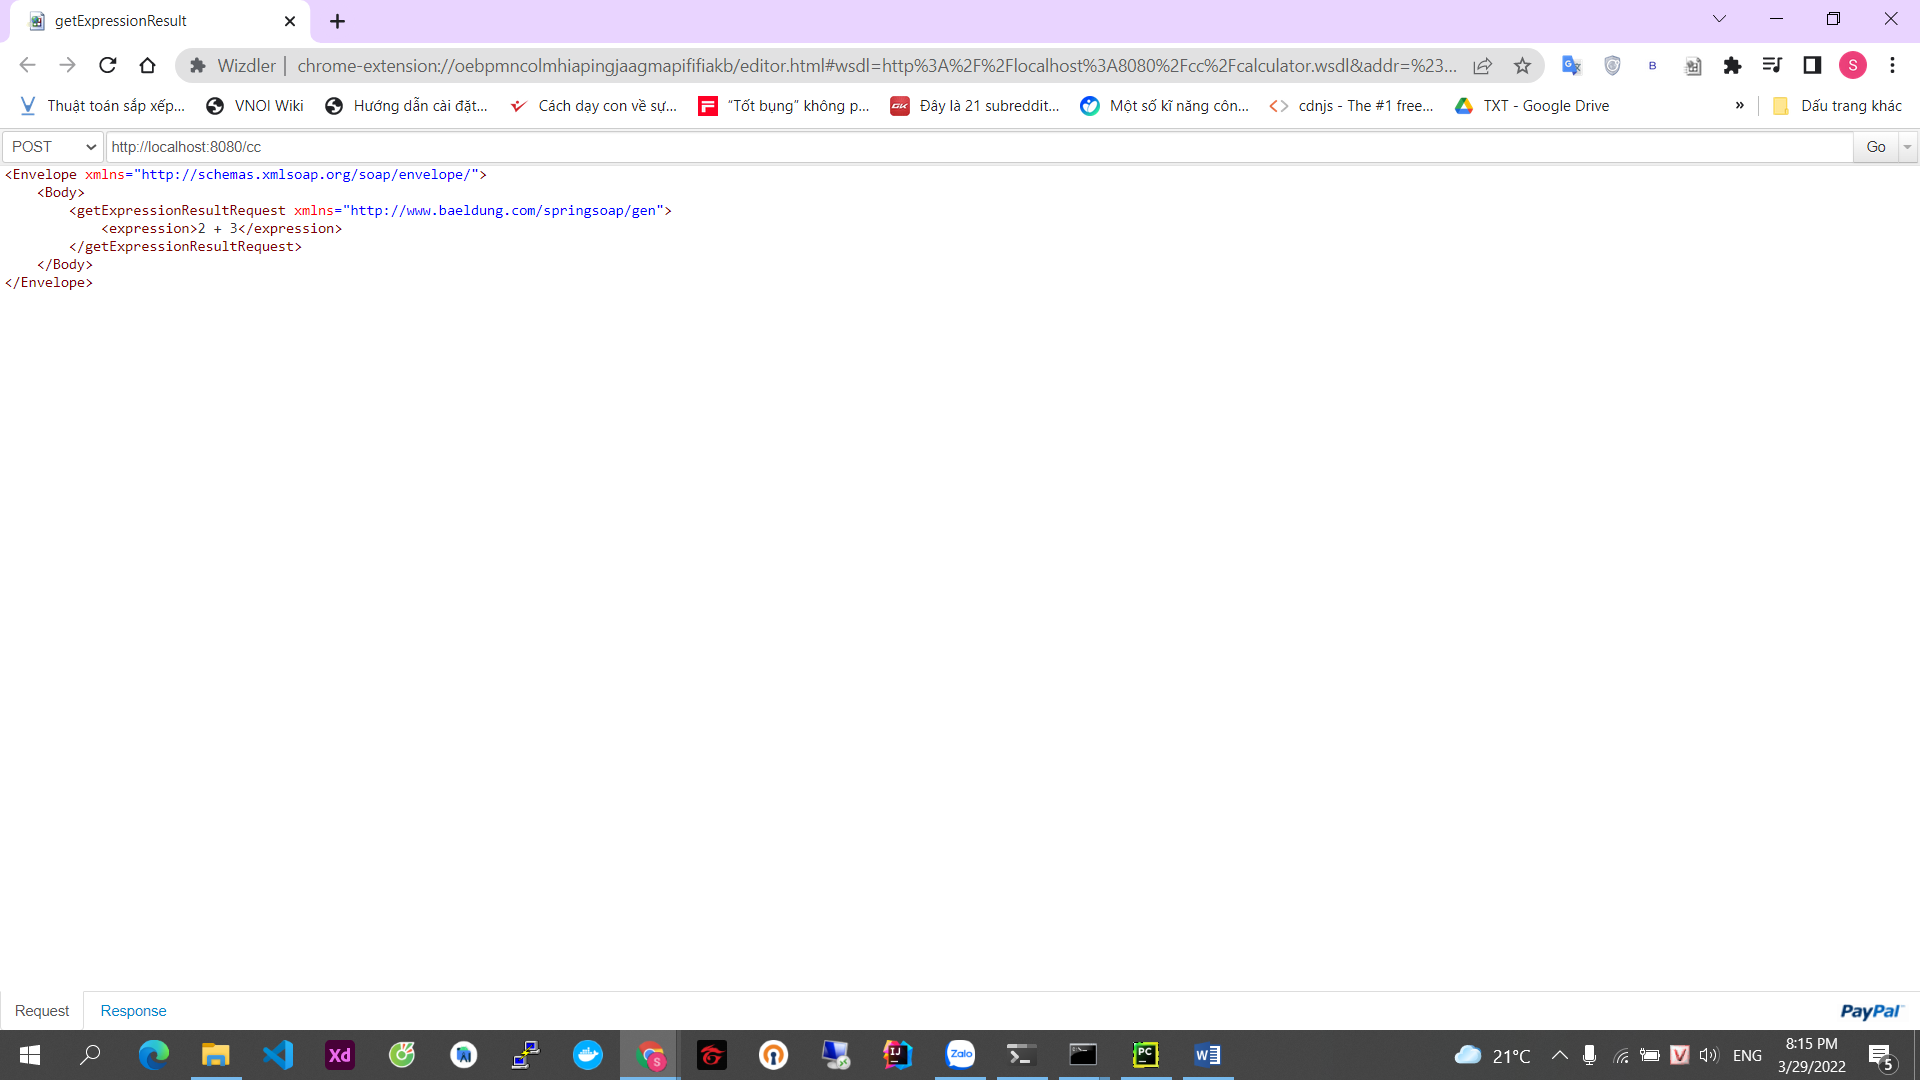 getExpressionResult
Wizdler | chrome-extension://oebpmncolmhiapingjaagmapififiakb/editor.html#wsdl=http%3A%2F%2Flocalhost%3A8080%2Fcc%2Fcalculator.wsdl&addr=%23...
S
Thuật toán sắp xếp... VNOI Wiki Hướng dẫn cài đặt... Cách dạy con về sự... “Tốt bụng” không p... Đây là 21 subreddit... Một số kĩ năng côn... cdnjs - The #1 free... TXT - Google Drive » Dấu trang khác
POST http://localhost:8080/cc Go
<Envelope xmlns="http://schemas.xmlsoap.org/soap/envelope/">
<Body>
<getExpressionResultRequest xmlns="http://www.baeldung.com/springsoap/gen">
<expression>2 + 3</expression>
</getExpressionResultRequest>
</Body>
</Envelope>
Request Response PayPal
Xd S IJ Zalo PC 21°C V ENG 8:15 PM
3/29/2022 5